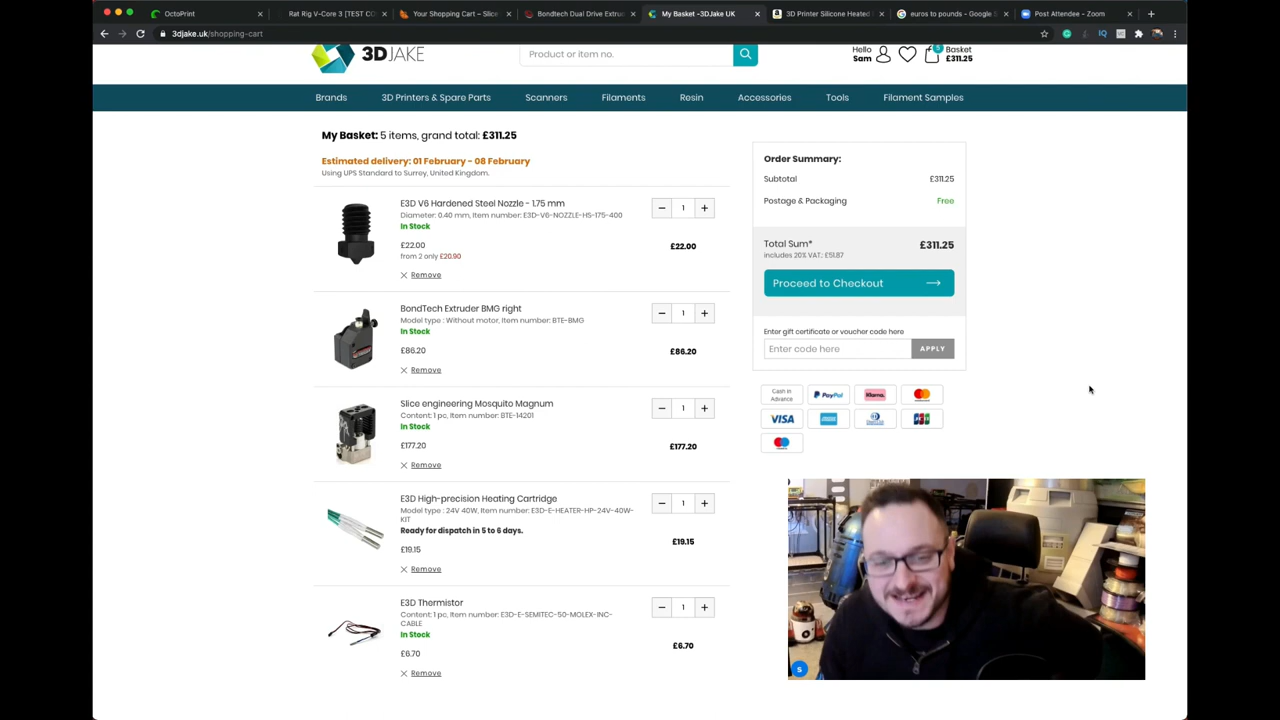 OctoPrint
Rat Rig V-Core 3 [TEST CO
Your Shopping Cart – Slice
Bondtech Dual Drive Extrus
My Basket -3DJake UK
3D Printer Silicone Heated
euros to pounds - Google S
Post Attendee - Zoom
3djake.uk/shopping-cart
3DJAKE
Product or item no.
Hello
Sam
5
Basket
£311.25
Brands
3D Printers & Spare Parts
Scanners
Filaments
Resin
Accessories
Tools
Filament Samples
My Basket: 5 items, grand total: £311.25
Estimated delivery: 01 February - 08 February
Using UPS Standard to Surrey, United Kingdom.
E3D V6 Hardened Steel Nozzle - 1.75 mm
Diameter: 0.40 mm, Item number: E3D-V6-NOZZLE-HS-175-400
In Stock
£22.00
from 2 only £20.90
Remove
1
£22.00
BondTech Extruder BMG right
Model type : Without motor, Item number: BTE-BMG
In Stock
£86.20
Remove
1
£86.20
Slice engineering Mosquito Magnum
Content: 1 pc, Item number: BTE-14201
In Stock
£177.20
Remove
1
£177.20
E3D High-precision Heating Cartridge
Model type : 24V 40W, Item number: E3D-E-HEATER-HP-24V-40W-
KIT
Ready for dispatch in 5 to 6 days.
£19.15
Remove
1
£19.15
E3D Thermistor
Content: 1 pc, Item number: E3D-E-SEMITEC-50-MOLEX-INC-
CABLE
In Stock
£6.70
Remove
1
£6.70
Order Summary:
Subtotal £311.25
Postage & Packaging Free
Total Sum* £311.25
includes 20% VAT.: £51.87
Proceed to Checkout
Enter gift certificate or voucher code here
Enter code here
APPLY
Cash in
Advance
PayPal
Klarna.
VISA
JCB
s